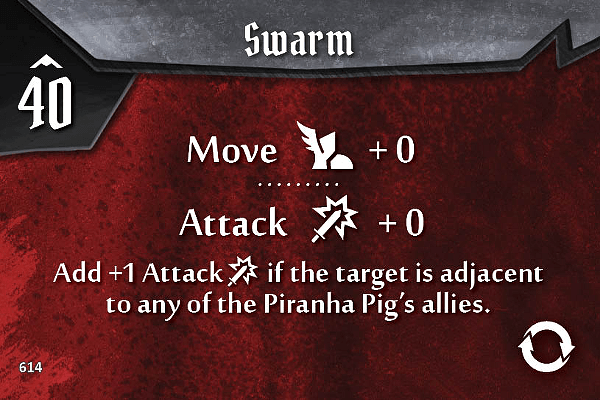 Swarm
40
Move + 0
Attack + 0
Add +1 Attack if the target is adjacent
to any of the Piranha Pig's allies.
614